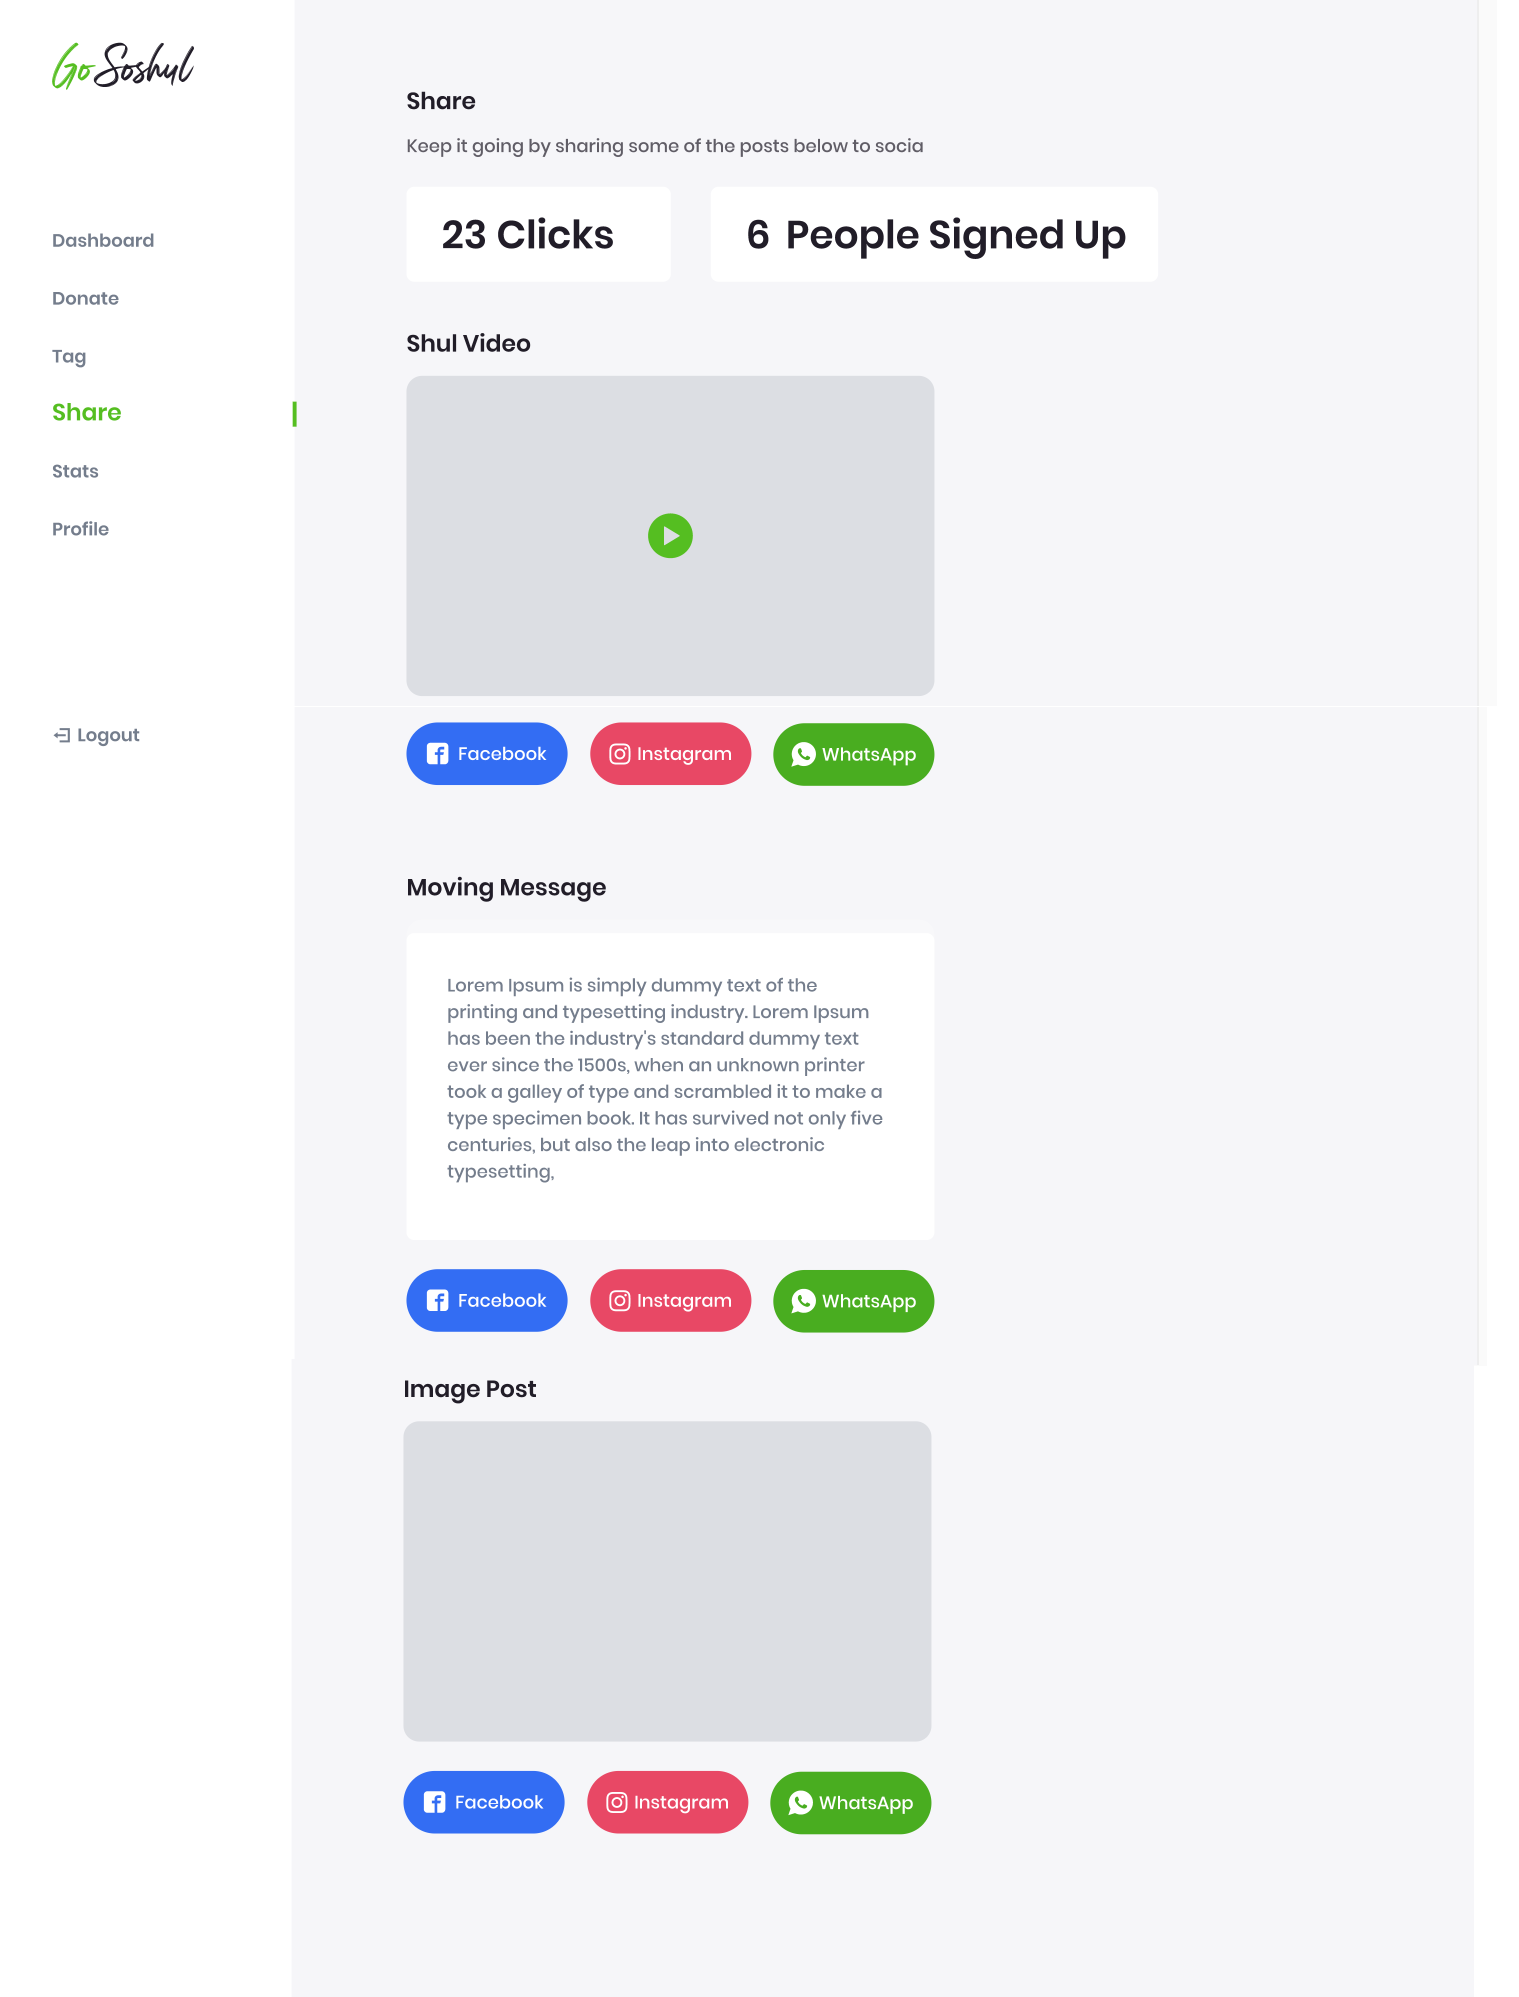 Go Soshul
Dashboard
Donate
Tag
Share
Stats
Profile
Logout
Share
Keep it going by sharing some of the posts below to socia
23 Clicks
6 People Signed Up
Shul Video
Facebook
Instagram
WhatsApp
Moving Message
Lorem Ipsum is simply dummy text of the
printing and typesetting industry. Lorem Ipsum
has been the industry's standard dummy text
ever since the 1500s, when an unknown printer
took a galley of type and scrambled it to make a
type specimen book. It has survived not only five
centuries, but also the leap into electronic
typesetting,
Facebook
Instagram
WhatsApp
Image Post
Facebook
Instagram
WhatsApp